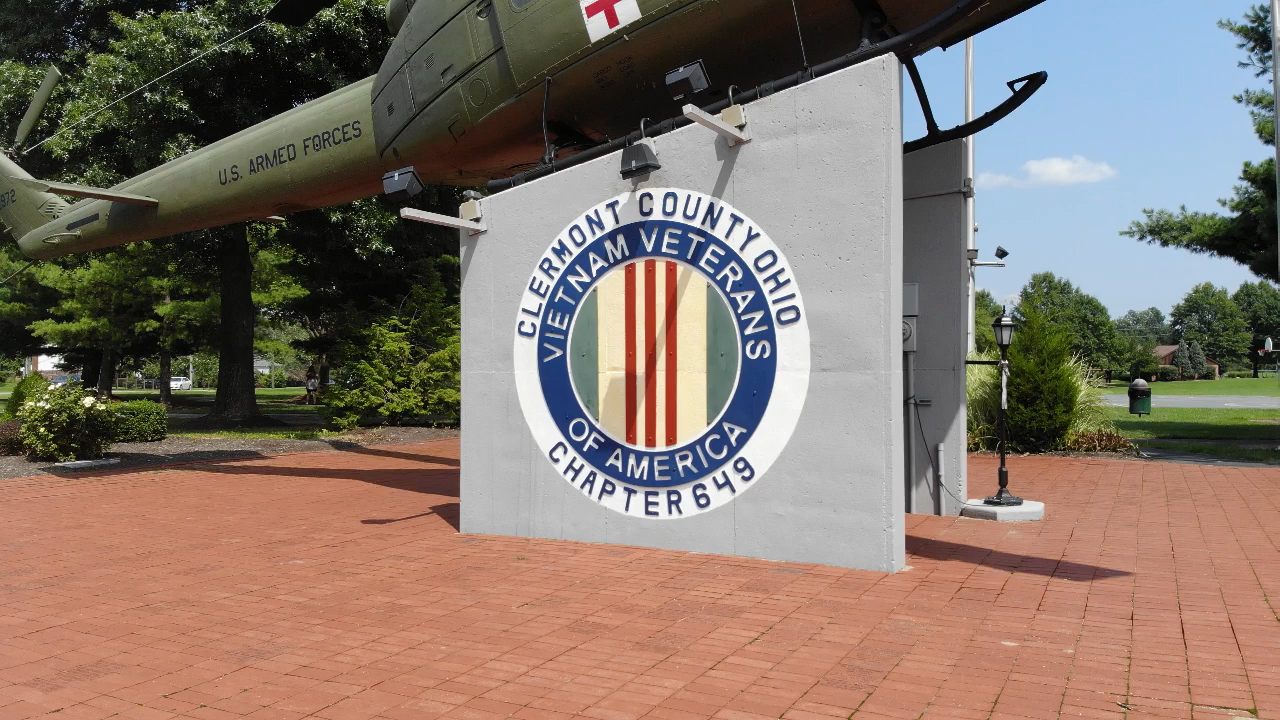 U.S. ARMED FORCES
CLERMONT COUNTY OHIO
VIETNAM VETERANS
OF AMERICA
CHAPTER 649